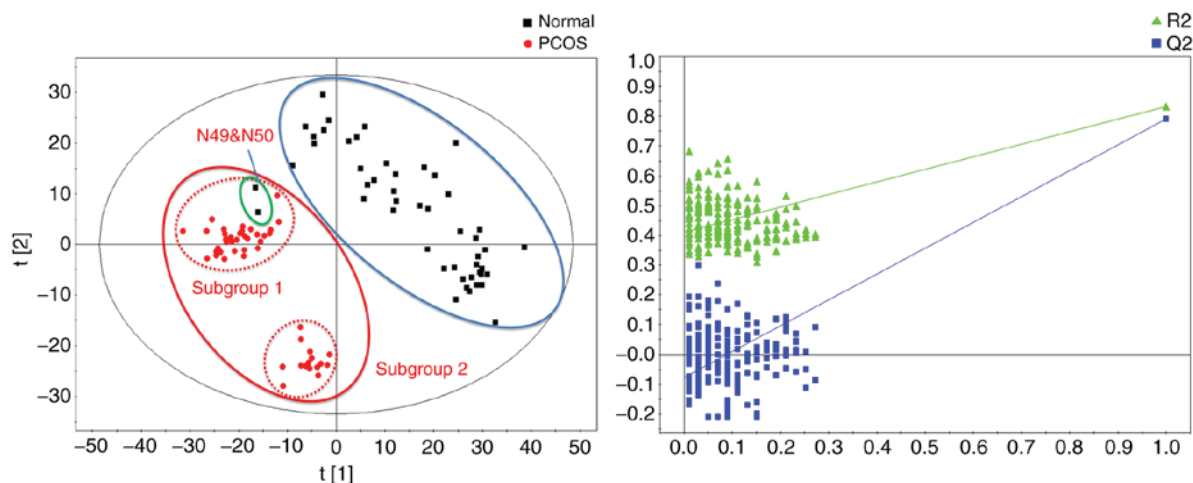 Normal
PCOS
30
20
10
0
−10
−20
−30
t [2]
N49&N50
Subgroup 1
Subgroup 2
−50 −40 −30 −20 −10 0 10 20 30 40 50
t [1]
R2
Q2
1.0
0.9
0.8
0.7
0.6
0.5
0.4
0.3
0.2
0.1
−0.0
−0.1
−0.2
0.0 0.1 0.2 0.3 0.4 0.5 0.6 0.7 0.8 0.9 1.0